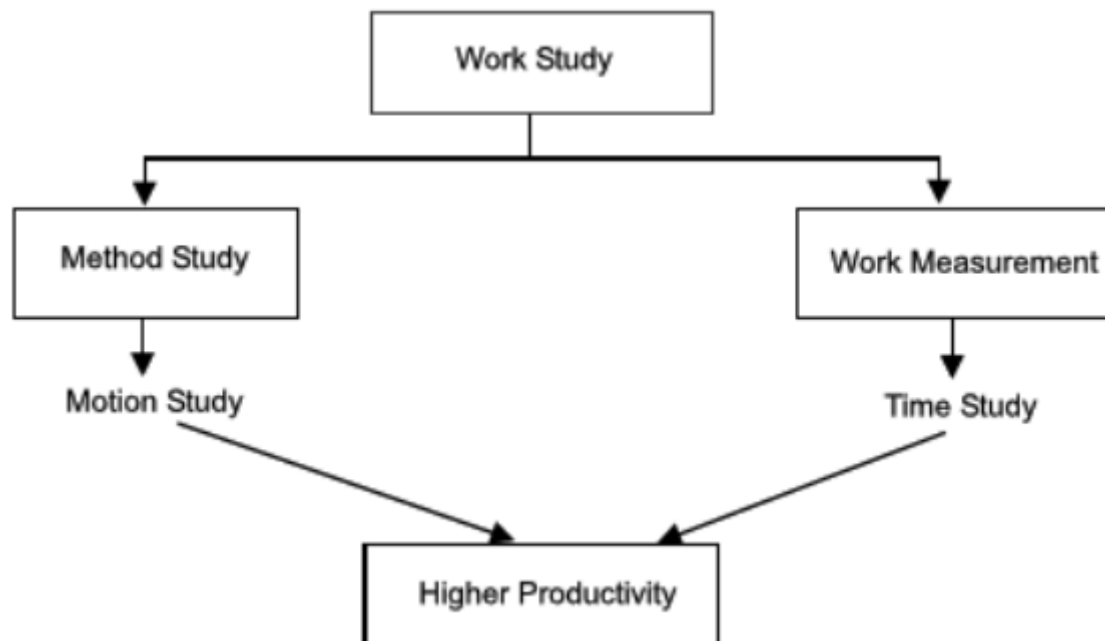 Work Study
Method Study
Work Measurement
Motion Study
Time Study
Higher Productivity